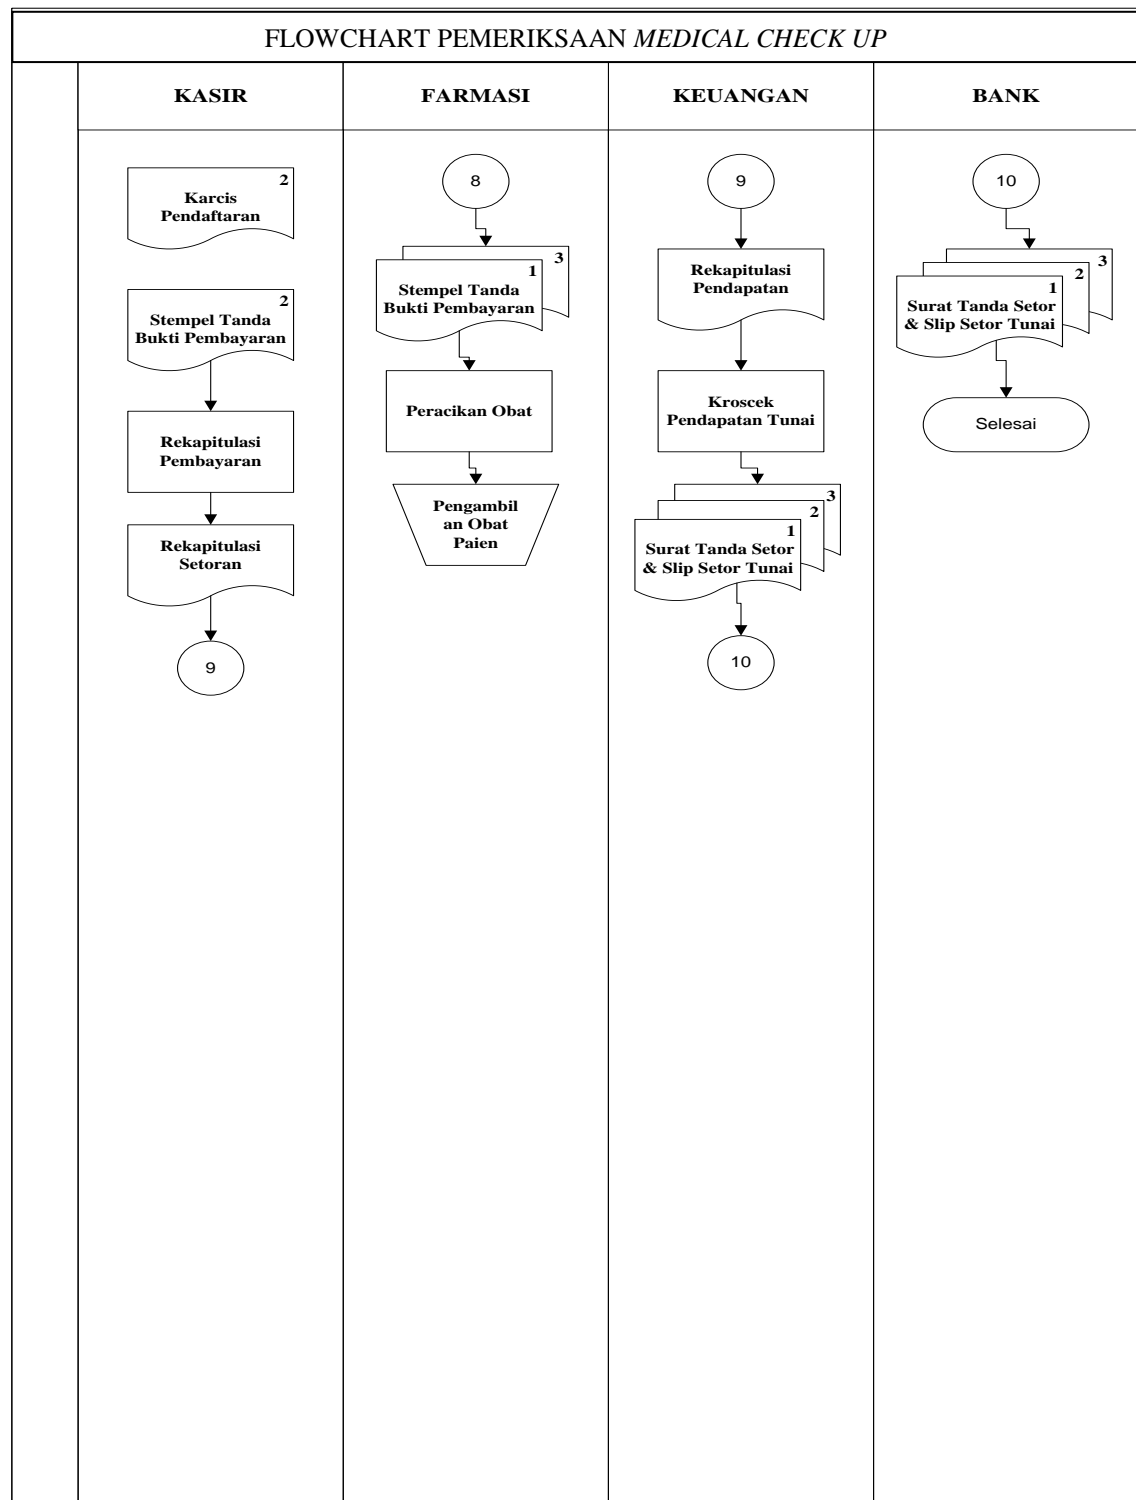 FLOWCHART PEMERIKSAAN MEDICAL CHECK UP
KASIR
FARMASI
KEUANGAN
BANK
2
Karcis
Pendaftaran
2
Stempel Tanda
Bukti Pembayaran
Rekapitulasi
Pembayaran
Rekapitulasi
Setoran
9
8
3
1
Stempel Tanda
Bukti Pembayaran
Peracikan Obat
Pengambil
an Obat
Paien
9
Rekapitulasi
Pendapatan
Kroscek
Pendapatan Tunai
3
2
1
Surat Tanda Setor
& Slip Setor Tunai
10
10
3
2
1
Surat Tanda Setor
& Slip Setor Tunai
Selesai